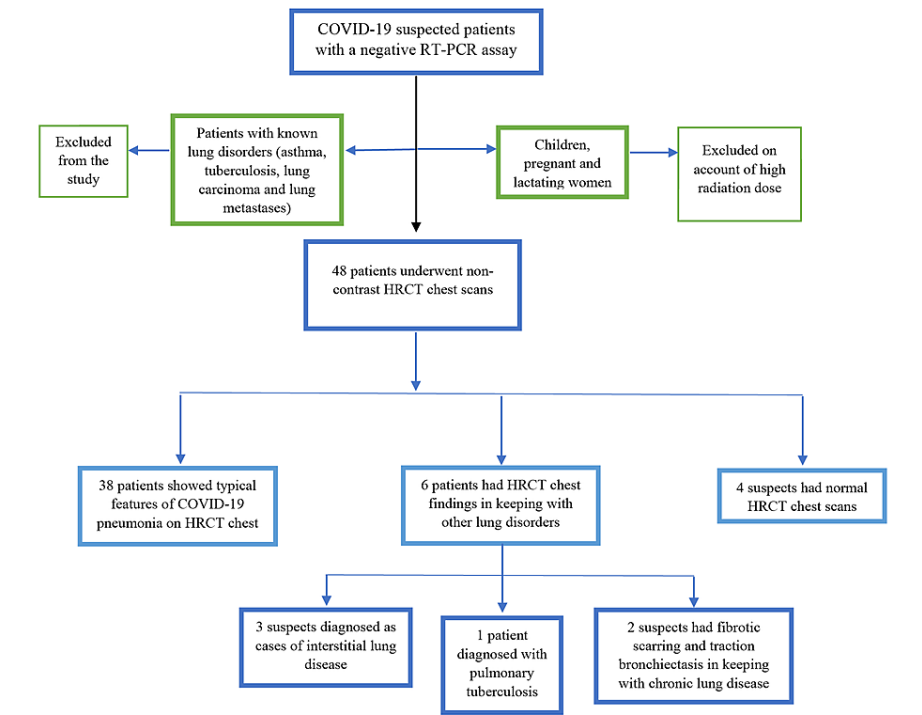 COVID-19 suspected patients
with a negative RT-PCR assay
Excluded
from the
study
Patients with known
lung disorders (asthma,
tuberculosis, lung
carcinoma and lung
metastases)
Children,
pregnant and
lactating women
Excluded on
account of high
radiation dose
48 patients underwent non-
contrast HRCT chest scans
38 patients showed typical
features of COVID-19
pneumonia on HRCT chest
6 patients had HRCT chest
findings in keeping with
other lung disorders
4 suspects had normal
HRCT chest scans
3 suspects diagnosed as
cases of interstitial lung
disease
1 patient
diagnosed with
pulmonary
tuberculosis
2 suspects had fibrotic
scarring and traction
bronchiectasis in keeping
with chronic lung disease